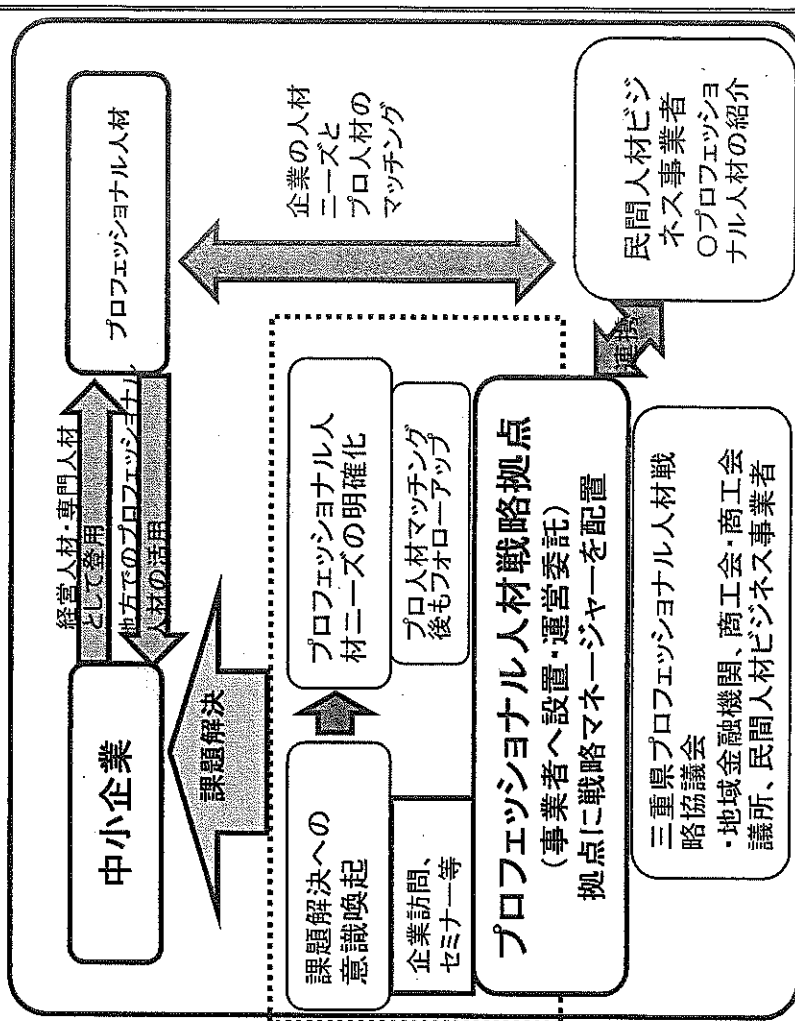 中小企業
経営人材・専門人材
として登用
地方でのプロフェッショナル
人材の活用
プロフェッショナル人材
課題解決
企業の人材
ニーズと
プロ人材の
マッチング
課題解決への
意識喚起
プロフェッショナル人
材ニーズの明確化
企業訪問、
セミナー等
プロ人材マッチング
後もフォローアップ
プロフェッショナル人材戦略拠点
(事業者へ設置・運営委託)
拠点に戦略マネージャーを配置
連携
民間人材ビジ
ネス事業者
○プロフェッショ
ナル人材の紹介
三重県プロフェッショナル人材戦
略協議会
・地域金融機関、商工会・商工会
議所、民間人材ビジネス事業者